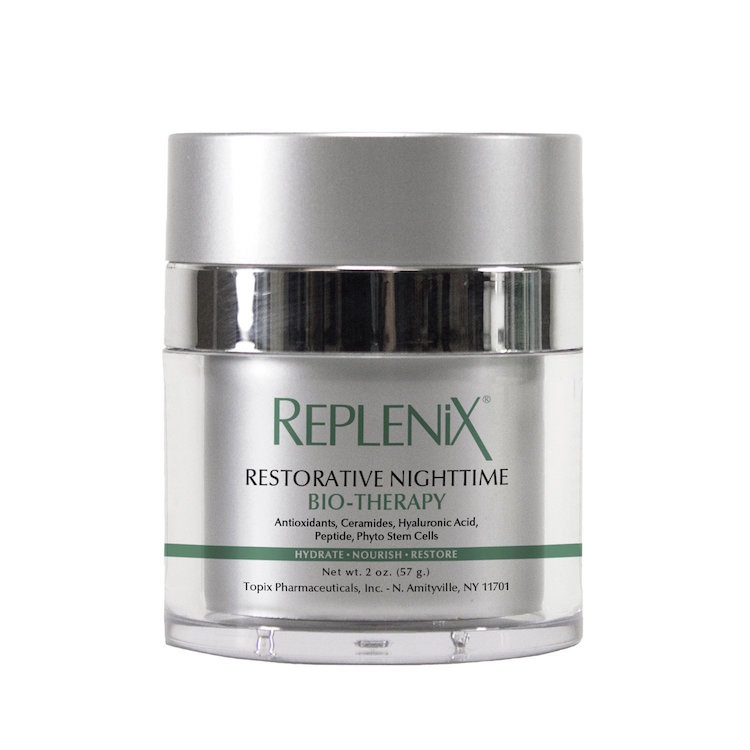 REPLENiX®
RESTORATIVE NIGHTTIME
BIO-THERAPY
Antioxidants, Ceramides, Hyaluronic Acid,
Peptide, Phyto Stem Cells
HYDRATE • NOURISH • RESTORE
Net wt. 2 oz. (57 g.)
Topix Pharmaceuticals, Inc. - N. Amityville, NY 11701